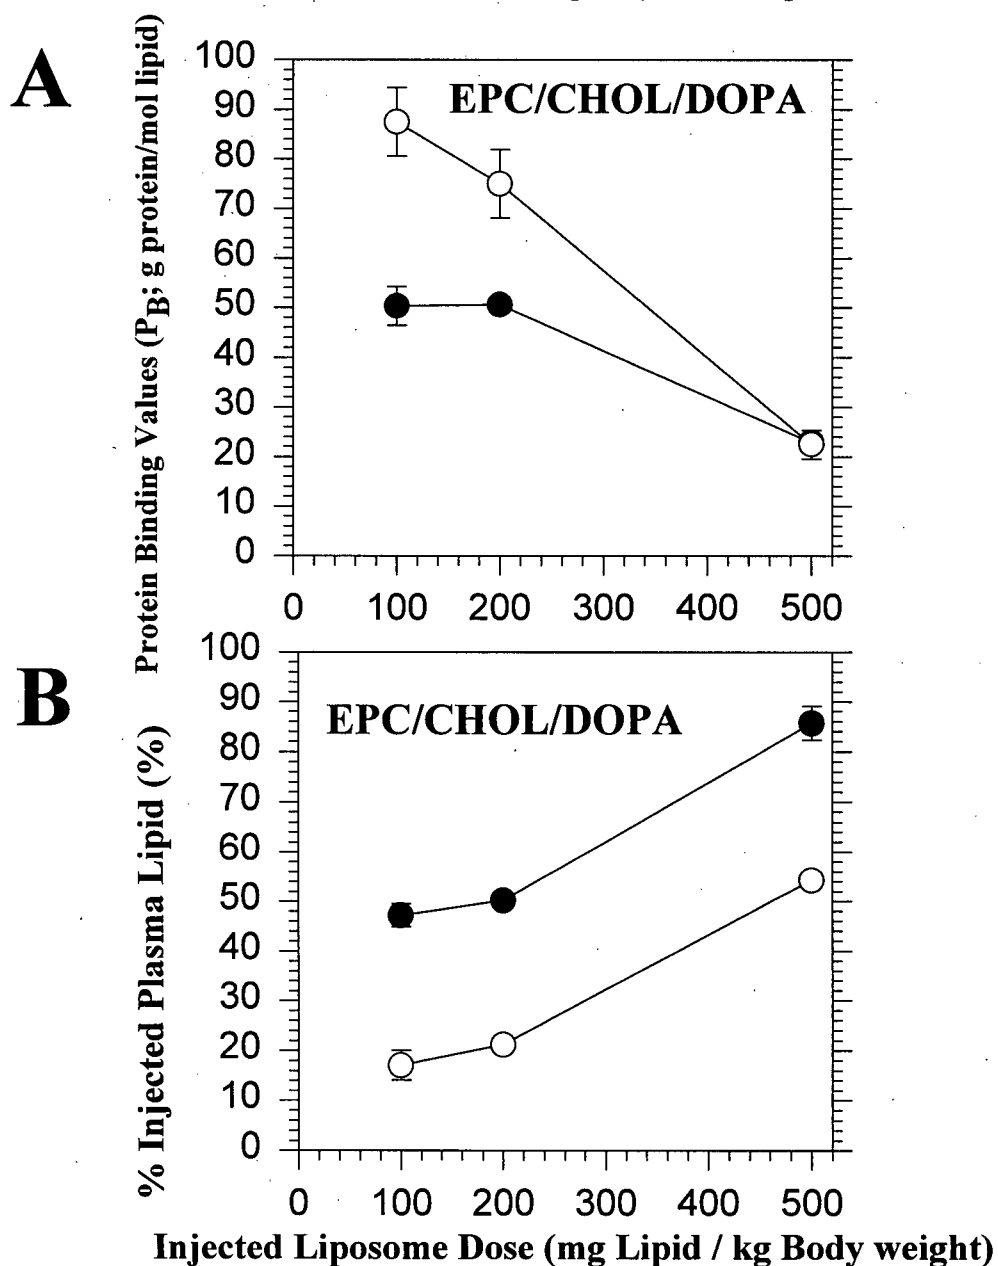 A
Protein Binding Values (PB; g protein/mol lipid)
EPC/CHOL/DOPA
100
90
80
70
60
50
40
30
20
10
0
0 100 200 300 400 500
B
% Injected Plasma Lipid (%)
EPC/CHOL/DOPA
100
90
80
70
60
50
40
30
20
10
0
0 100 200 300 400 500
Injected Liposome Dose (mg Lipid / kg Body weight)